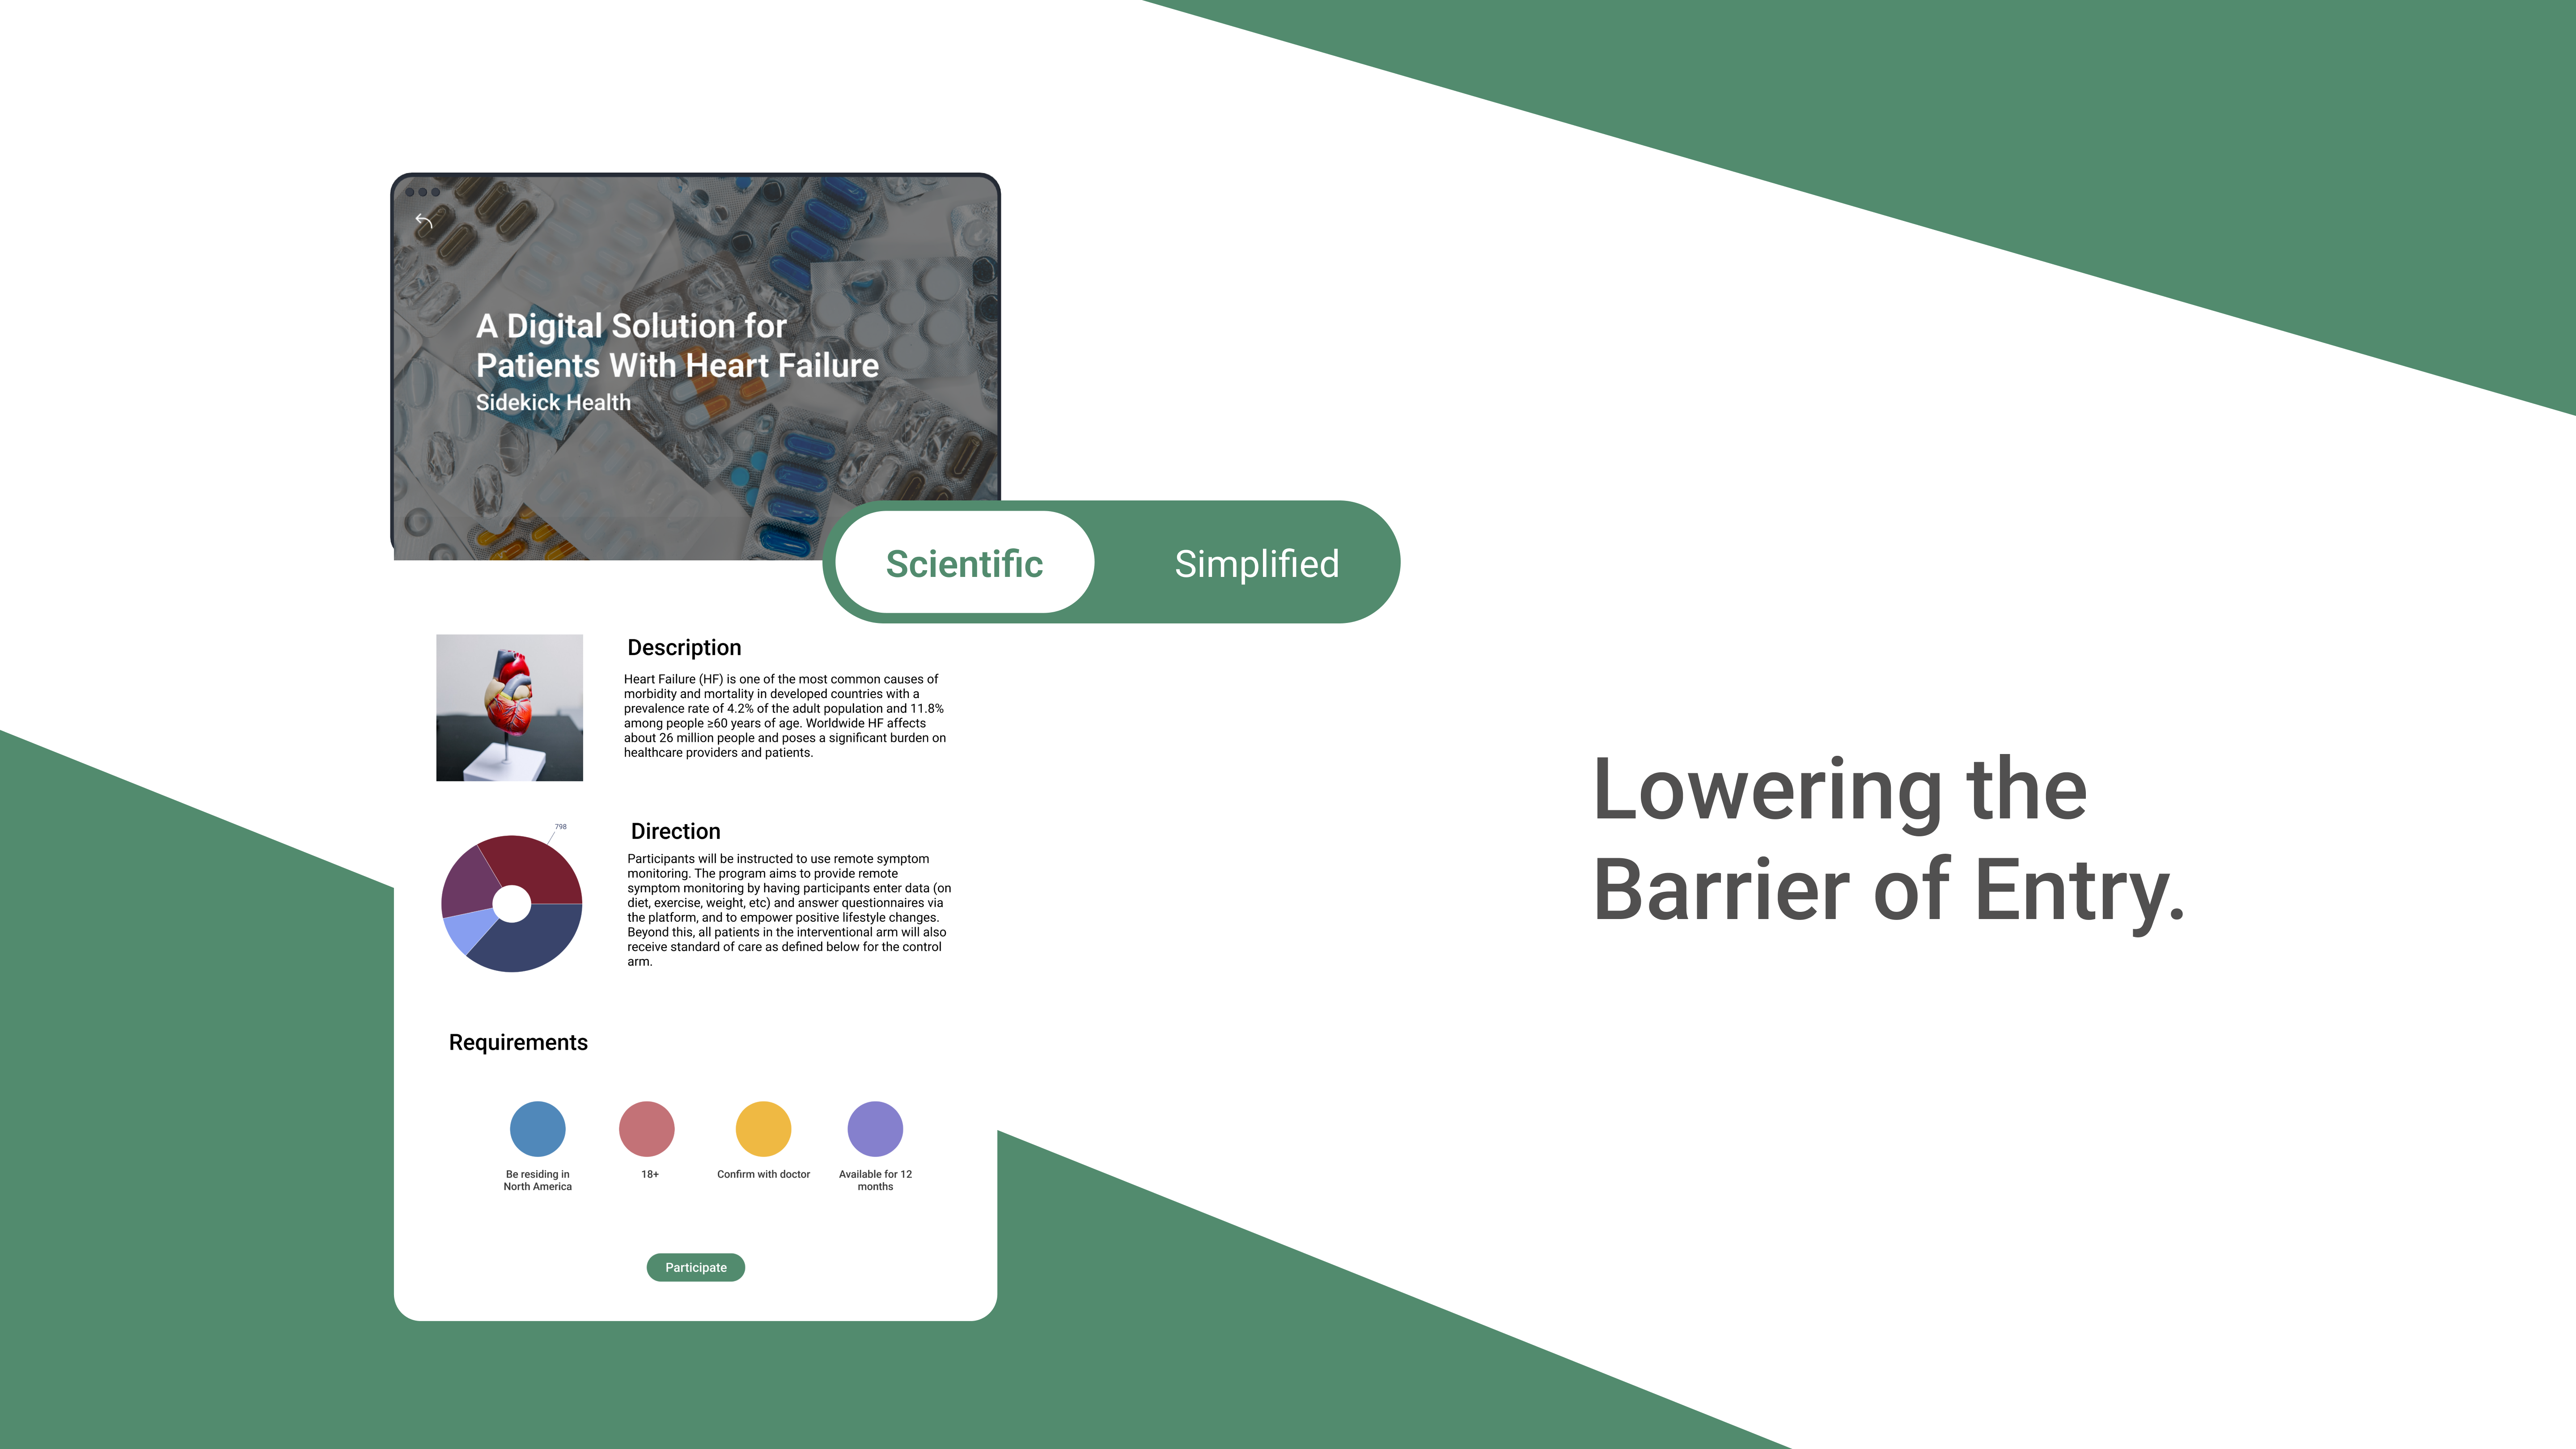 A Digital Solution for
Patients With Heart Failure
Sidekick Health
Scientific
Simplified
Description
Heart Failure (HF) is one of the most common causes of
morbidity and mortality in developed countries with a
prevalence rate of 4.2% of the adult population and 11.8%
among people ≥60 years of age. Worldwide HF affects
about 26 million people and poses a significant burden on
healthcare providers and patients.
798
Direction
Participants will be instructed to use remote symptom
monitoring. The program aims to provide remote
symptom monitoring by having participants enter data (on
diet, exercise, weight, etc) and answer questionnaires via
the platform, and to empower positive lifestyle changes.
Beyond this, all patients in the interventional arm will also
receive standard of care as defined below for the control
arm.
Requirements
Be residing in
North America
18+
Confirm with doctor
Available for 12
months
Participate
Lowering the
Barrier of Entry.